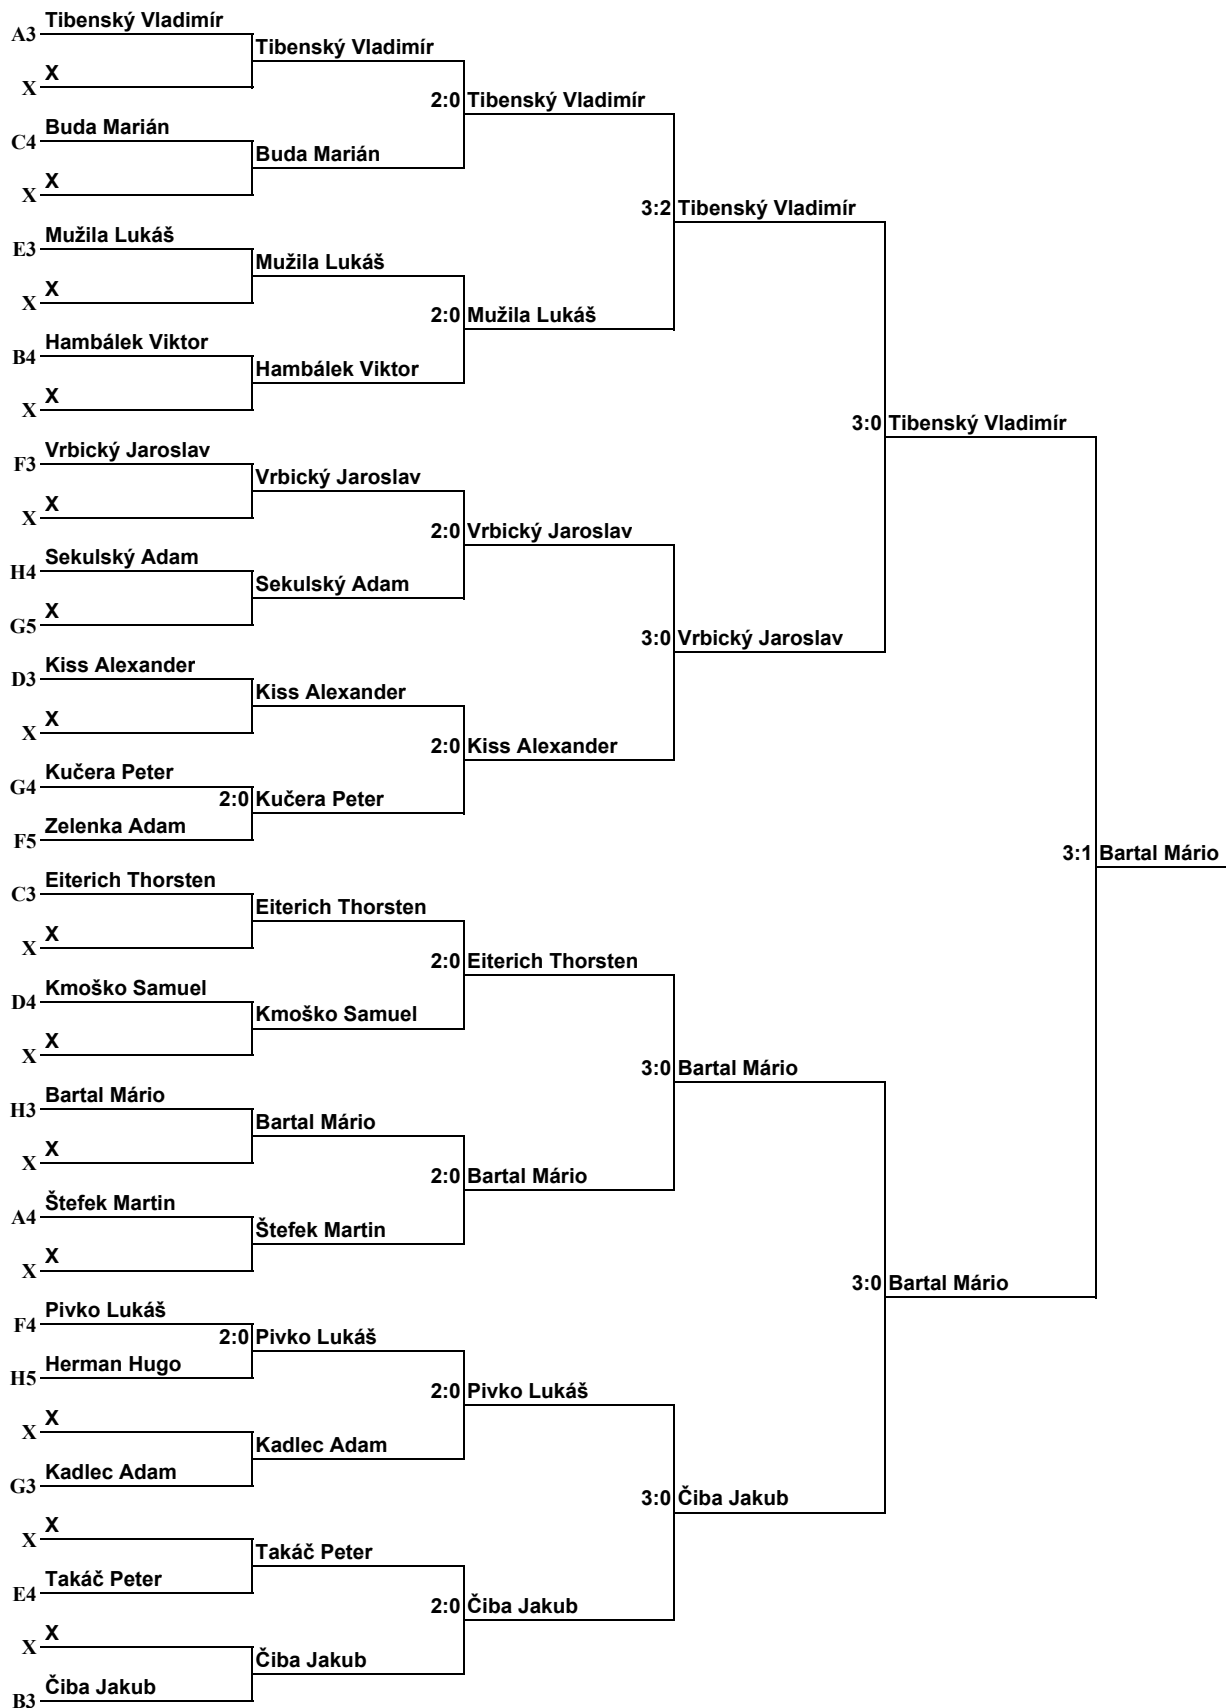 Tibenský Vladimír
A3
Tibenský Vladimír
X
X
2:0 Tibenský Vladimír
Buda Marián
C4
Buda Marián
X
X
3:2 Tibenský Vladimír
Mužila Lukáš
E3
Mužila Lukáš
X
X
2:0 Mužila Lukáš
Hambálek Viktor
B4
Hambálek Viktor
X
X
3:0 Tibenský Vladimír
Vrbický Jaroslav
F3
Vrbický Jaroslav
X
X
2:0 Vrbický Jaroslav
Sekulský Adam
H4
Sekulský Adam
X
G5
3:0 Vrbický Jaroslav
Kiss Alexander
D3
Kiss Alexander
X
X
2:0 Kiss Alexander
Kučera Peter
G4
2:0 Kučera Peter
Zelenka Adam
F5
3:1 Bartal Mário
Eiterich Thorsten
C3
Eiterich Thorsten
X
X
2:0 Eiterich Thorsten
Kmoško Samuel
D4
Kmoško Samuel
X
X
3:0 Bartal Mário
Bartal Mário
H3
Bartal Mário
X
X
2:0 Bartal Mário
Štefek Martin
A4
Štefek Martin
X
X
3:0 Bartal Mário
Pivko Lukáš
F4
2:0 Pivko Lukáš
Herman Hugo
H5
2:0 Pivko Lukáš
X
X
Kadlec Adam
Kadlec Adam
G3
3:0 Čiba Jakub
X
X
Takáč Peter
Takáč Peter
E4
2:0 Čiba Jakub
X
X
Čiba Jakub
Čiba Jakub
B3